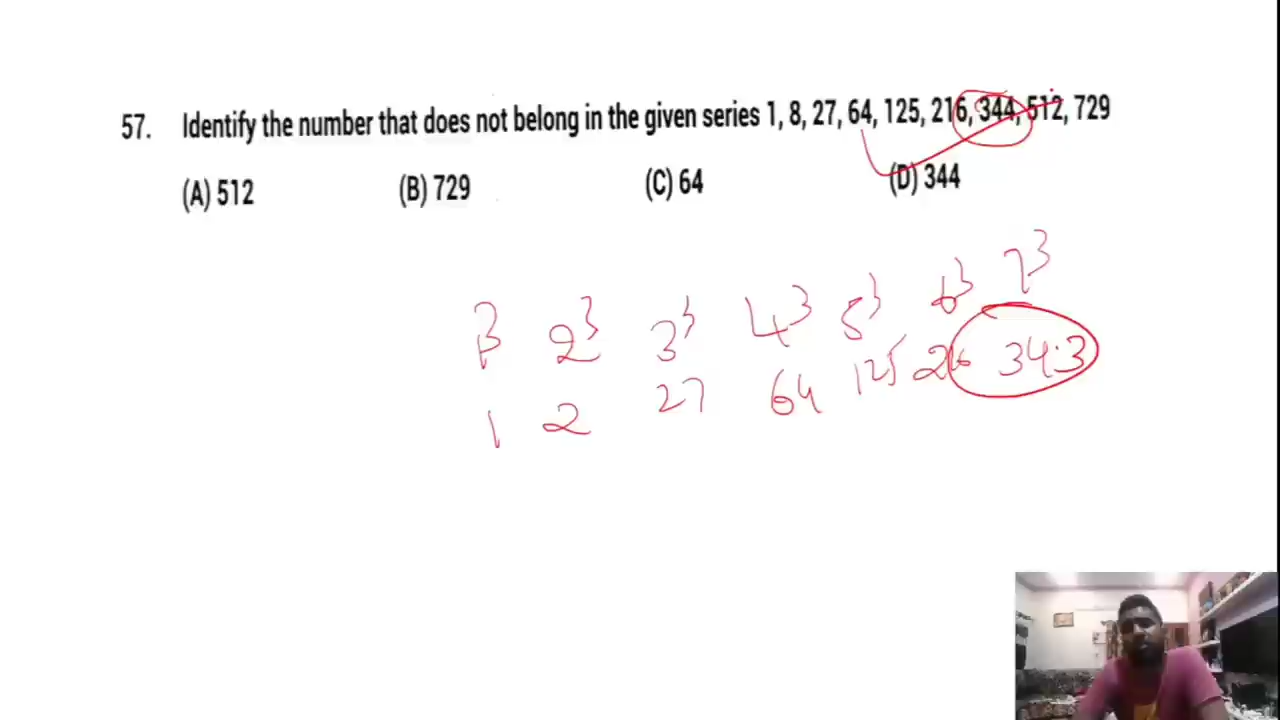 57. Identify the number that does not belong in the given series 1, 8, 27, 64, 125, 216, 344, 512, 729
(A) 512 (B) 729 (C) 64 (D) 344
1³ 2³ 3³ 4³ 5³ 6³ 7³
1 2 27 64 125 216 343